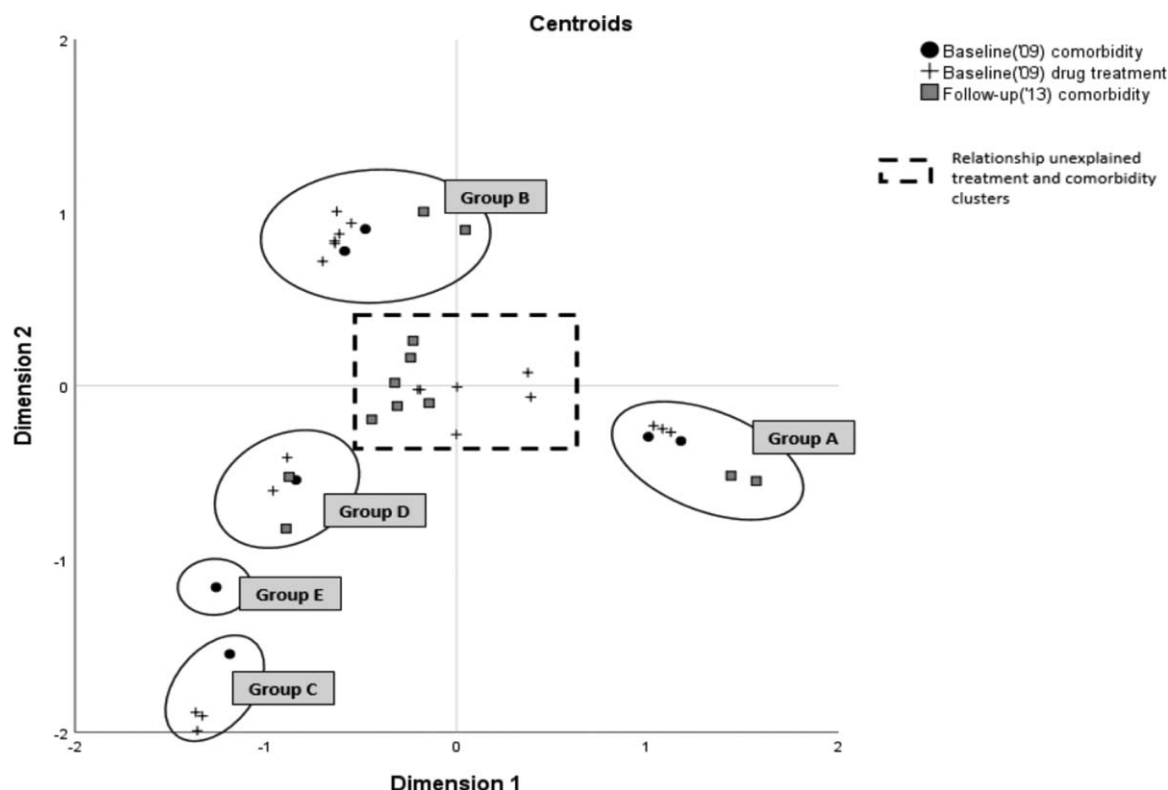 Centroids
Baseline('09) comorbidity
Baseline('09) drug treatment
Follow-up('13) comorbidity
Relationship unexplained
treatment and comorbidity
clusters
2
1
0
-1
-2
Dimension 2
Group B
Group A
Group D
Group E
Group C
-2
-1
0
1
2
Dimension 1